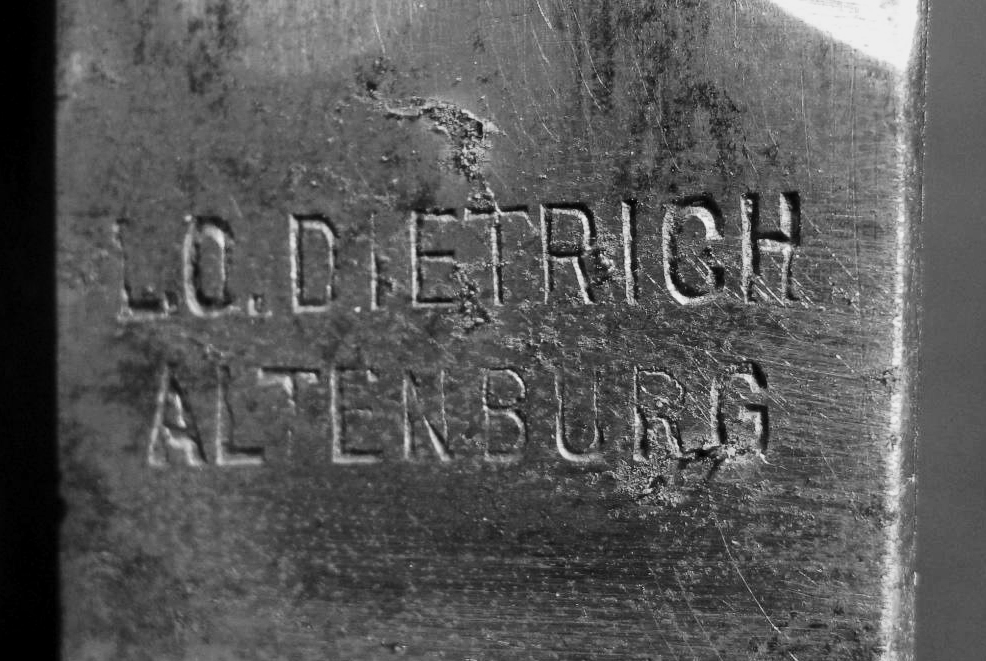 L.O. DIETRICH
ALTENBURG